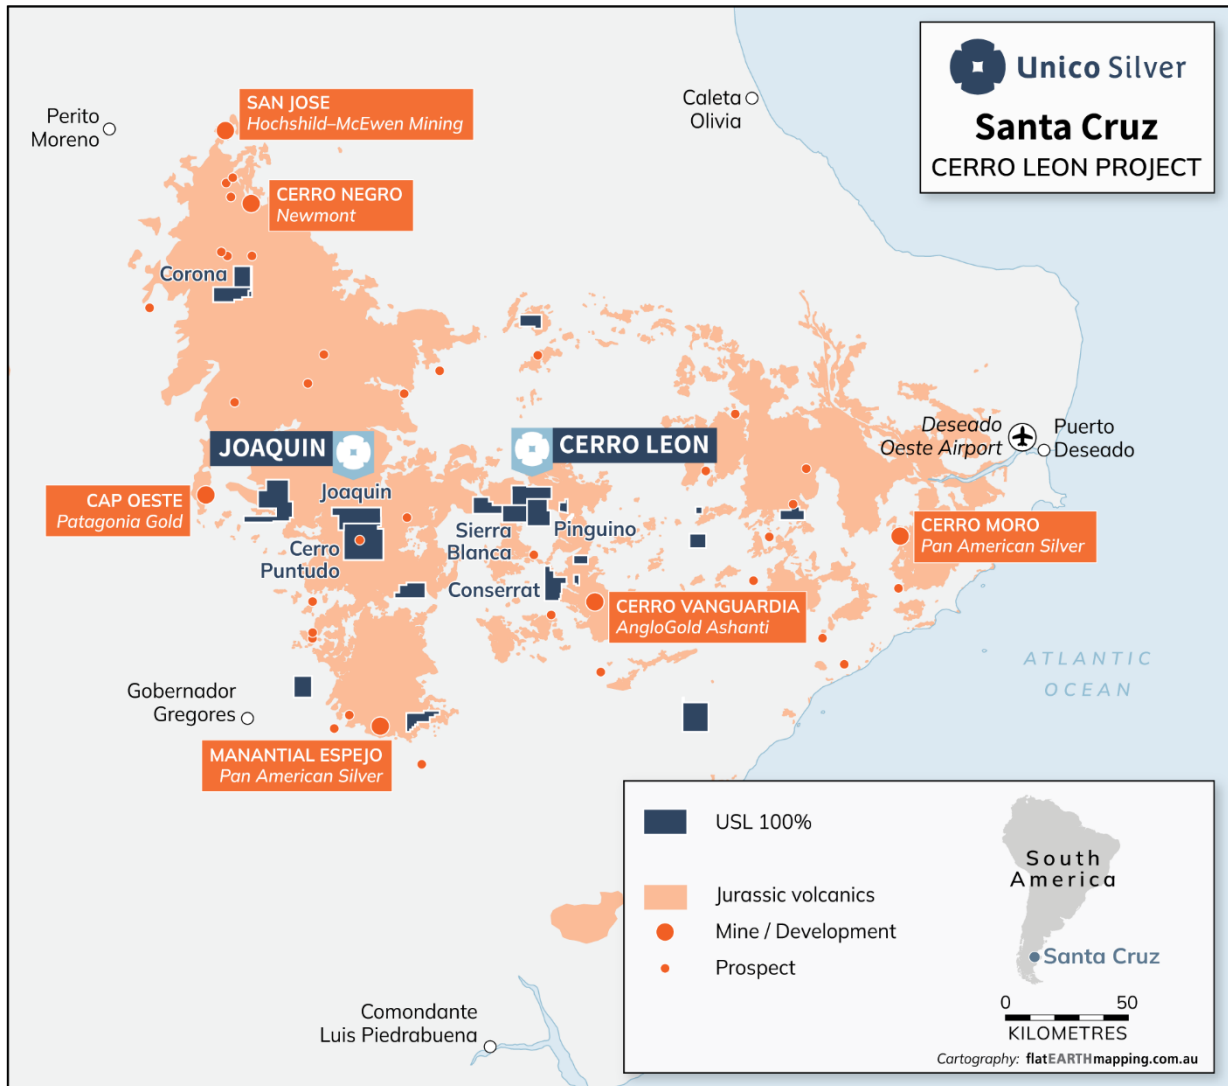 Unico Silver
Santa Cruz
CERRO LEON PROJECT
Perito
Moreno
SAN JOSE
Hochshild–McEwen Mining
Caleta
Olivia
CERRO NEGRO
Newmont
Corona
JOAQUIN
CERRO LEON
Deseado
Oeste Airport
Puerto
Deseado
CAP OESTE
Patagonia Gold
Joaquin
Cerro
Puntudo
Sierra
Blanca
Pinguino
CERRO MORO
Pan American Silver
Conserrat
CERRO VANGUARDIA
AngloGold Ashanti
ATLANTIC
OCEAN
Gobernador
Gregores
MANANTIAL ESPEJO
Pan American Silver
USL 100%
Jurassic volcanics
Mine / Development
Prospect
South
America
Santa Cruz
0 50
KILOMETRES
Cartography: flatEARTHmapping.com.au
Comondante
Luis Piedrabuena